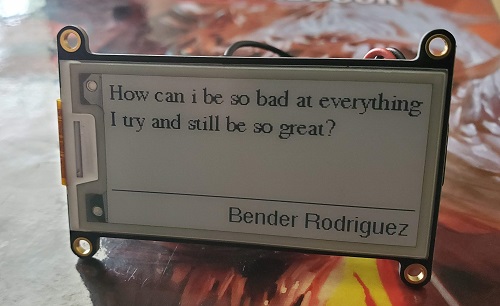 How can i be so bad at everything
I try and still be so great?
Bender Rodriguez